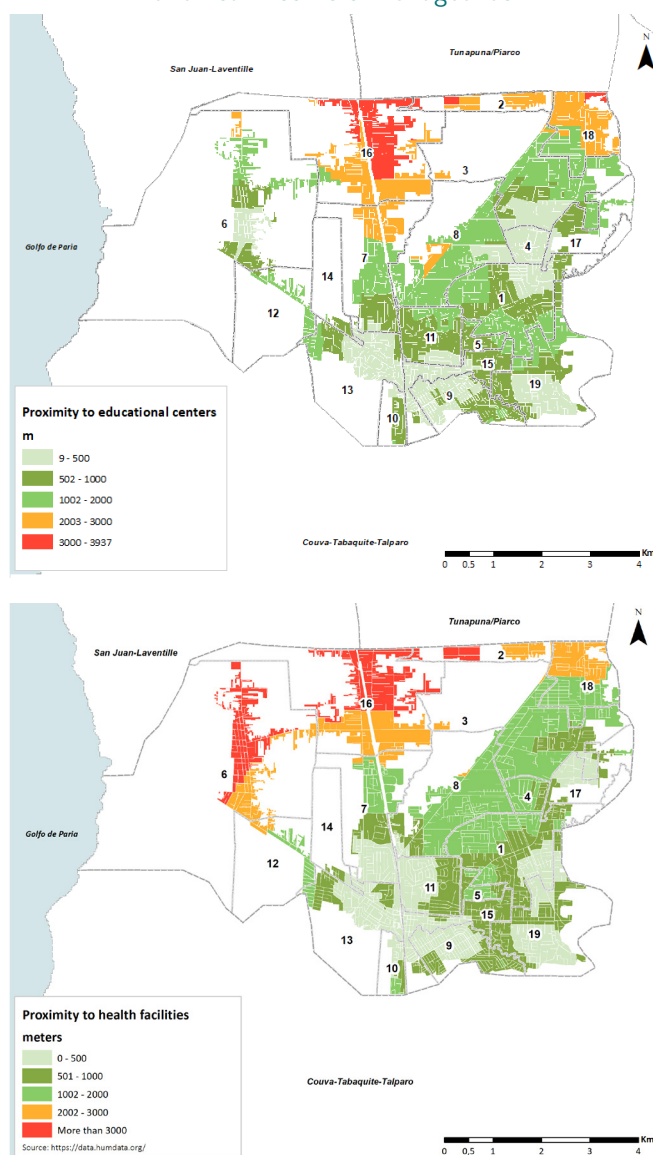 N
Tunapuna/Piarco
San Juan-Laventille
2
18
16
3
6
8
17
Golfo de Paria
7
4
14
1
12
11
5
15
13
19
9
10
Proximity to educational centers
m
9 - 500
502 - 1000
1002 - 2000
2003 - 3000
3000 - 3937
Couva-Tabaquite-Talparo
Km
0 0.5 1 2 3 4
N
Tunapuna/Piarco
San Juan-Laventille
2
18
16
3
6
8
17
4
7
Golfo de Paria
14
1
12
11
5
15
13
19
9
10
Proximity to health facilities
meters
0 - 500
501 - 1000
1002 - 2000
2002 - 3000
More than 3000
Source: https://data.humdata.org/
Couva-Tabaquite-Talparo
Km
0 0,5 1 2 3 4